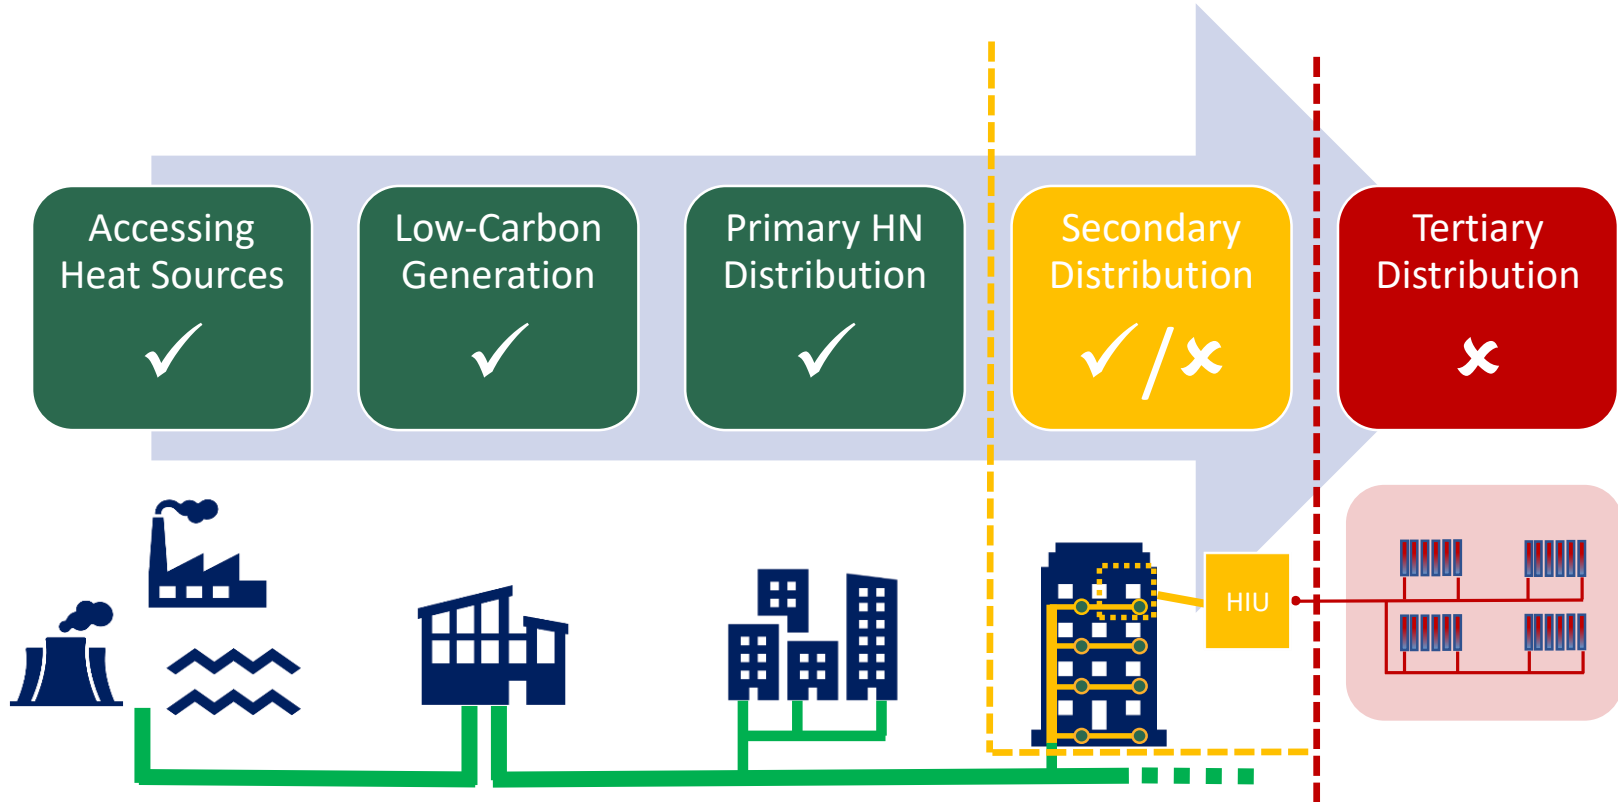 Accessing
Heat Sources
✓
Low-Carbon
Generation
✓
Primary HN
Distribution
✓
Secondary
Distribution
✓/✘
Tertiary
Distribution
✘
HIU